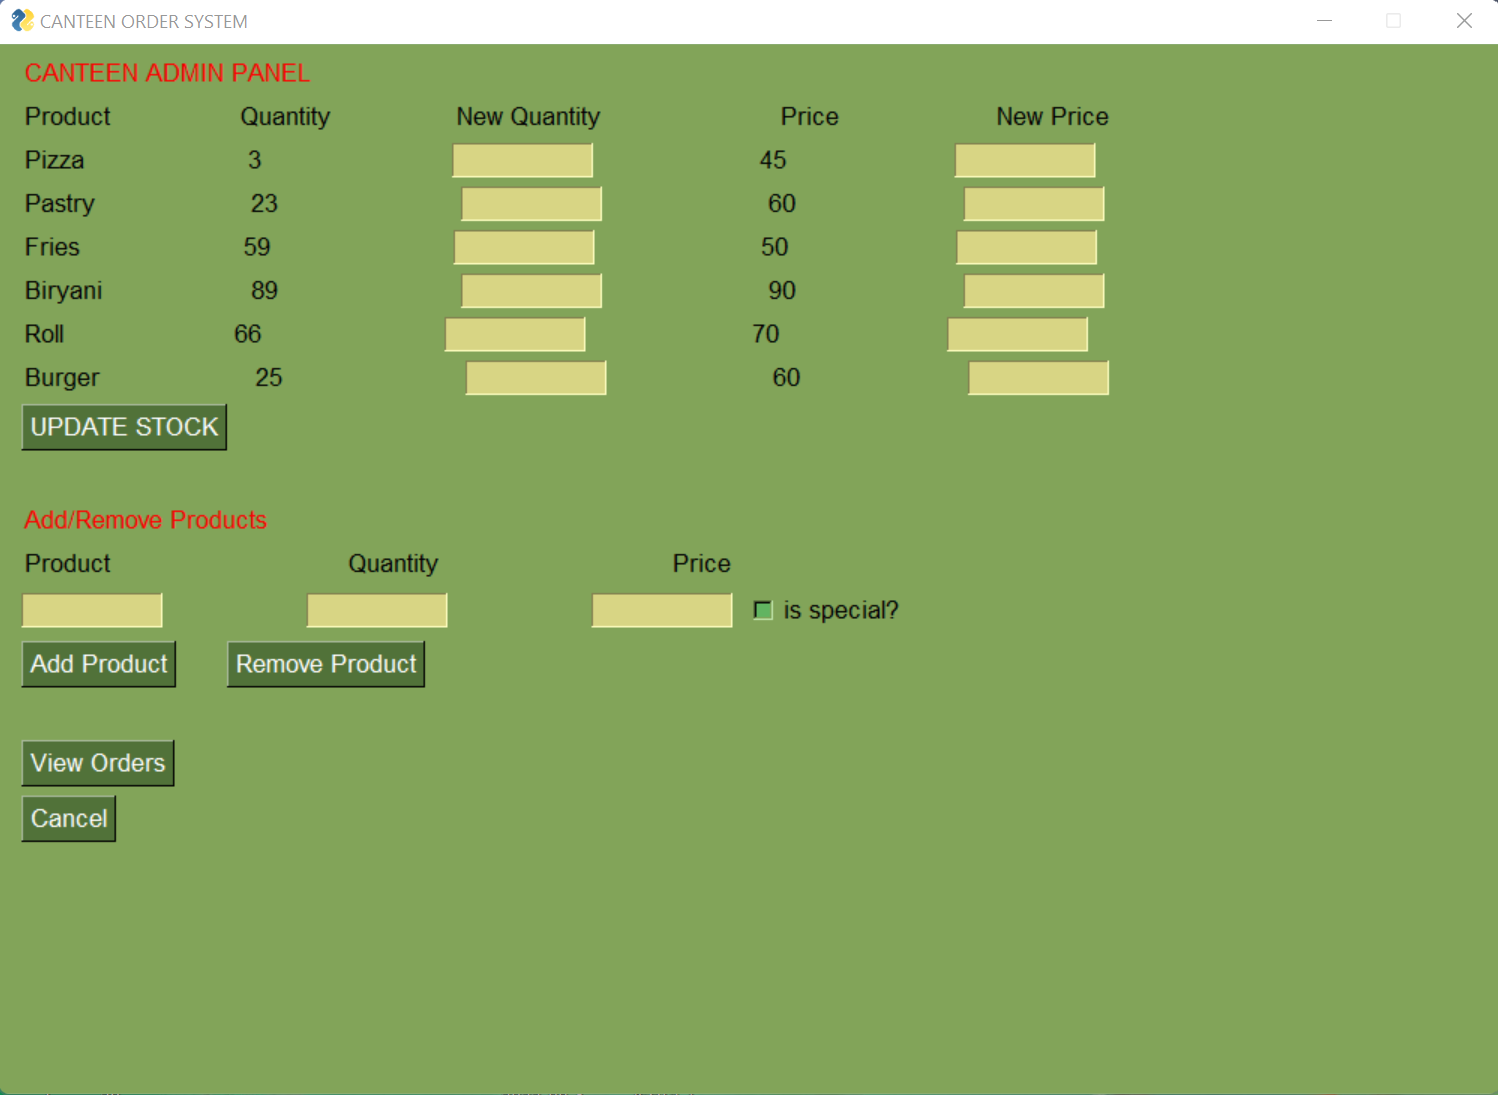 CANTEEN ORDER SYSTEM
CANTEEN ADMIN PANEL
Product Quantity New Quantity Price New Price
Pizza 3 45
Pastry 23 60
Fries 59 50
Biryani 89 90
Roll 66 70
Burger 25 60
UPDATE STOCK
Add/Remove Products
Product Quantity Price
is special?
Add Product Remove Product
View Orders
Cancel